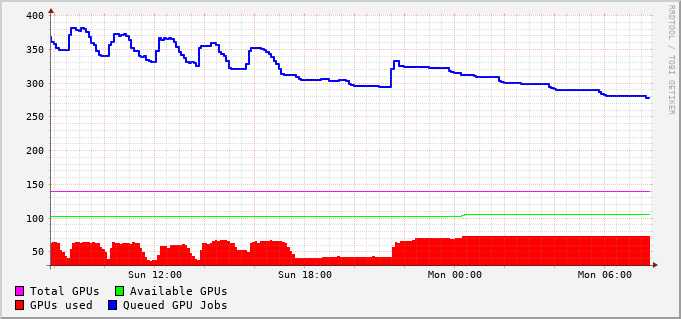 400
350
300
250
200
150
100
50
Sun 12:00 Sun 18:00 Mon 00:00 Mon 06:00
Total GPUs Available GPUs
GPUs used Queued GPU Jobs
RRDTOOL / TOBI OETIKER